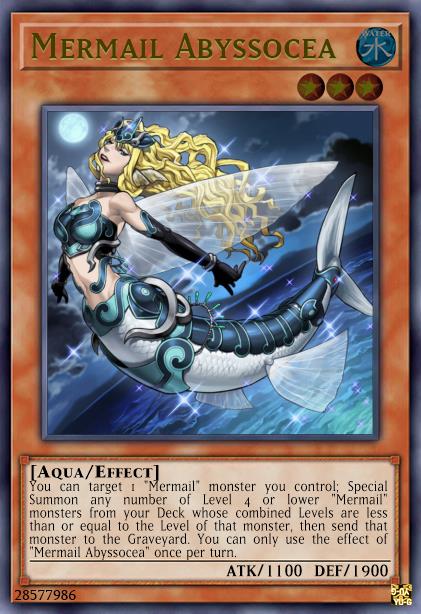 MERMAIL ABYSSOCEA
WATER
水
[AQUA/EFFECT]
You can target 1 "Mermail" monster you control; Special
Summon any number of Level 4 or lower "Mermail"
monsters from your Deck whose combined Levels are less
than or equal to the Level of that monster, then send that
monster to the Graveyard. You can only use the effect of
"Mermail Abyssocea" once per turn.
ATK/1100 DEF/1900
28577986